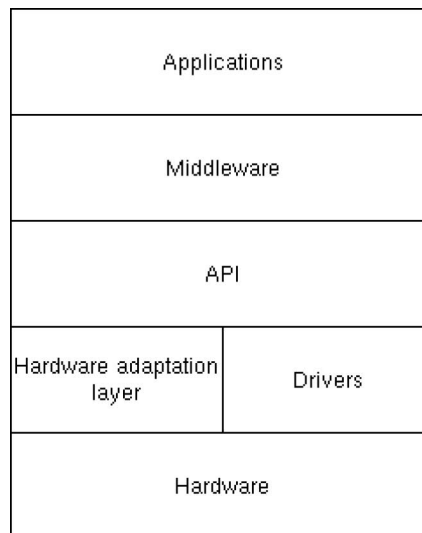 Applications
Middleware
API
Hardware adaptation
layer
Drivers
Hardware